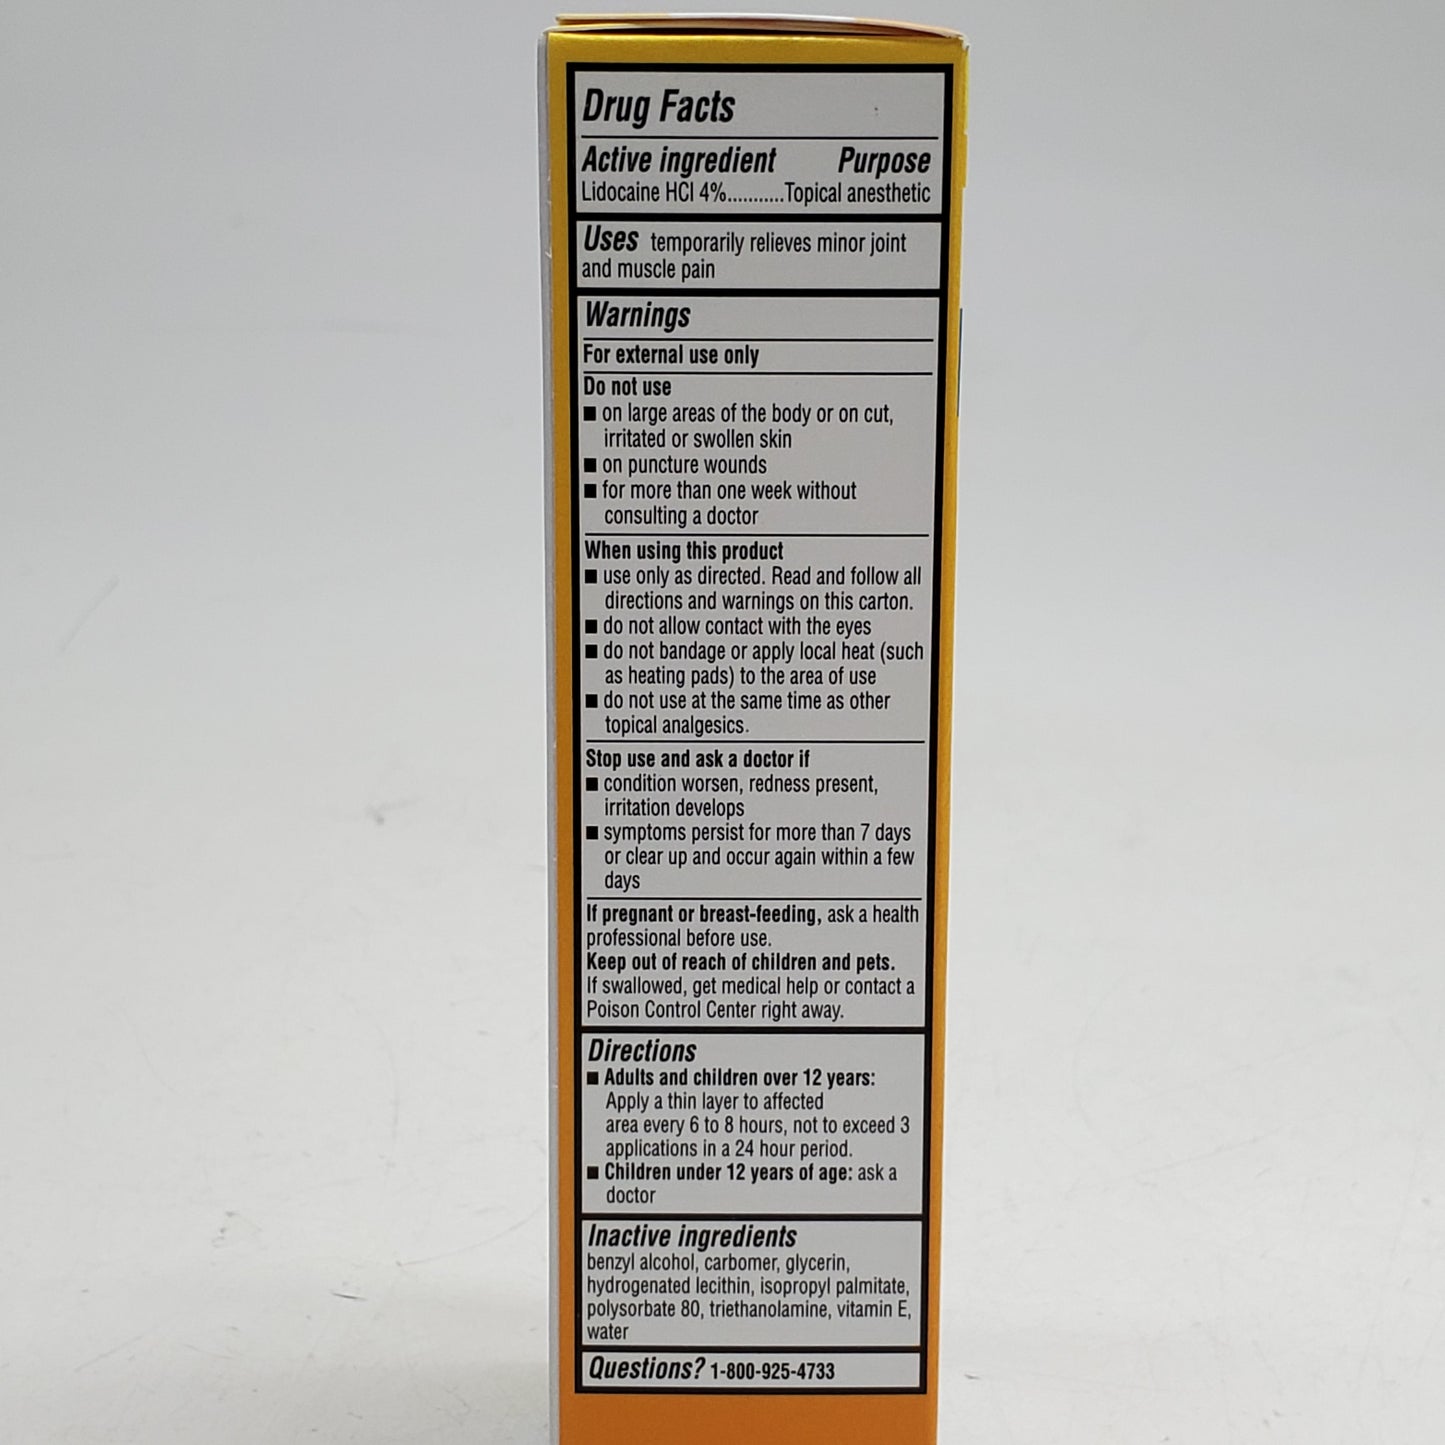 Drug Facts
Active ingredient Purpose
Lidocaine HCl 4%...........Topical anesthetic
Uses temporarily relieves minor joint
and muscle pain
Warnings
For external use only
Do not use
■ on large areas of the body or on cut,
irritated or swollen skin
■ on puncture wounds
■ for more than one week without
consulting a doctor
When using this product
■ use only as directed. Read and follow all
directions and warnings on this carton.
■ do not allow contact with the eyes
■ do not bandage or apply local heat (such
as heating pads) to the area of use
■ do not use at the same time as other
topical analgesics.
Stop use and ask a doctor if
■ condition worsen, redness present,
irritation develops
■ symptoms persist for more than 7 days
or clear up and occur again within a few
days
If pregnant or breast-feeding, ask a health
professional before use.
Keep out of reach of children and pets.
If swallowed, get medical help or contact a
Poison Control Center right away.
Directions
■ Adults and children over 12 years:
Apply a thin layer to affected
area every 6 to 8 hours, not to exceed 3
applications in a 24 hour period.
■ Children under 12 years of age: ask a
doctor
Inactive ingredients
benzyl alcohol, carbomer, glycerin,
hydrogenated lecithin, isopropyl palmitate,
polysorbate 80, triethanolamine, vitamin E,
water
Questions? 1-800-925-4733